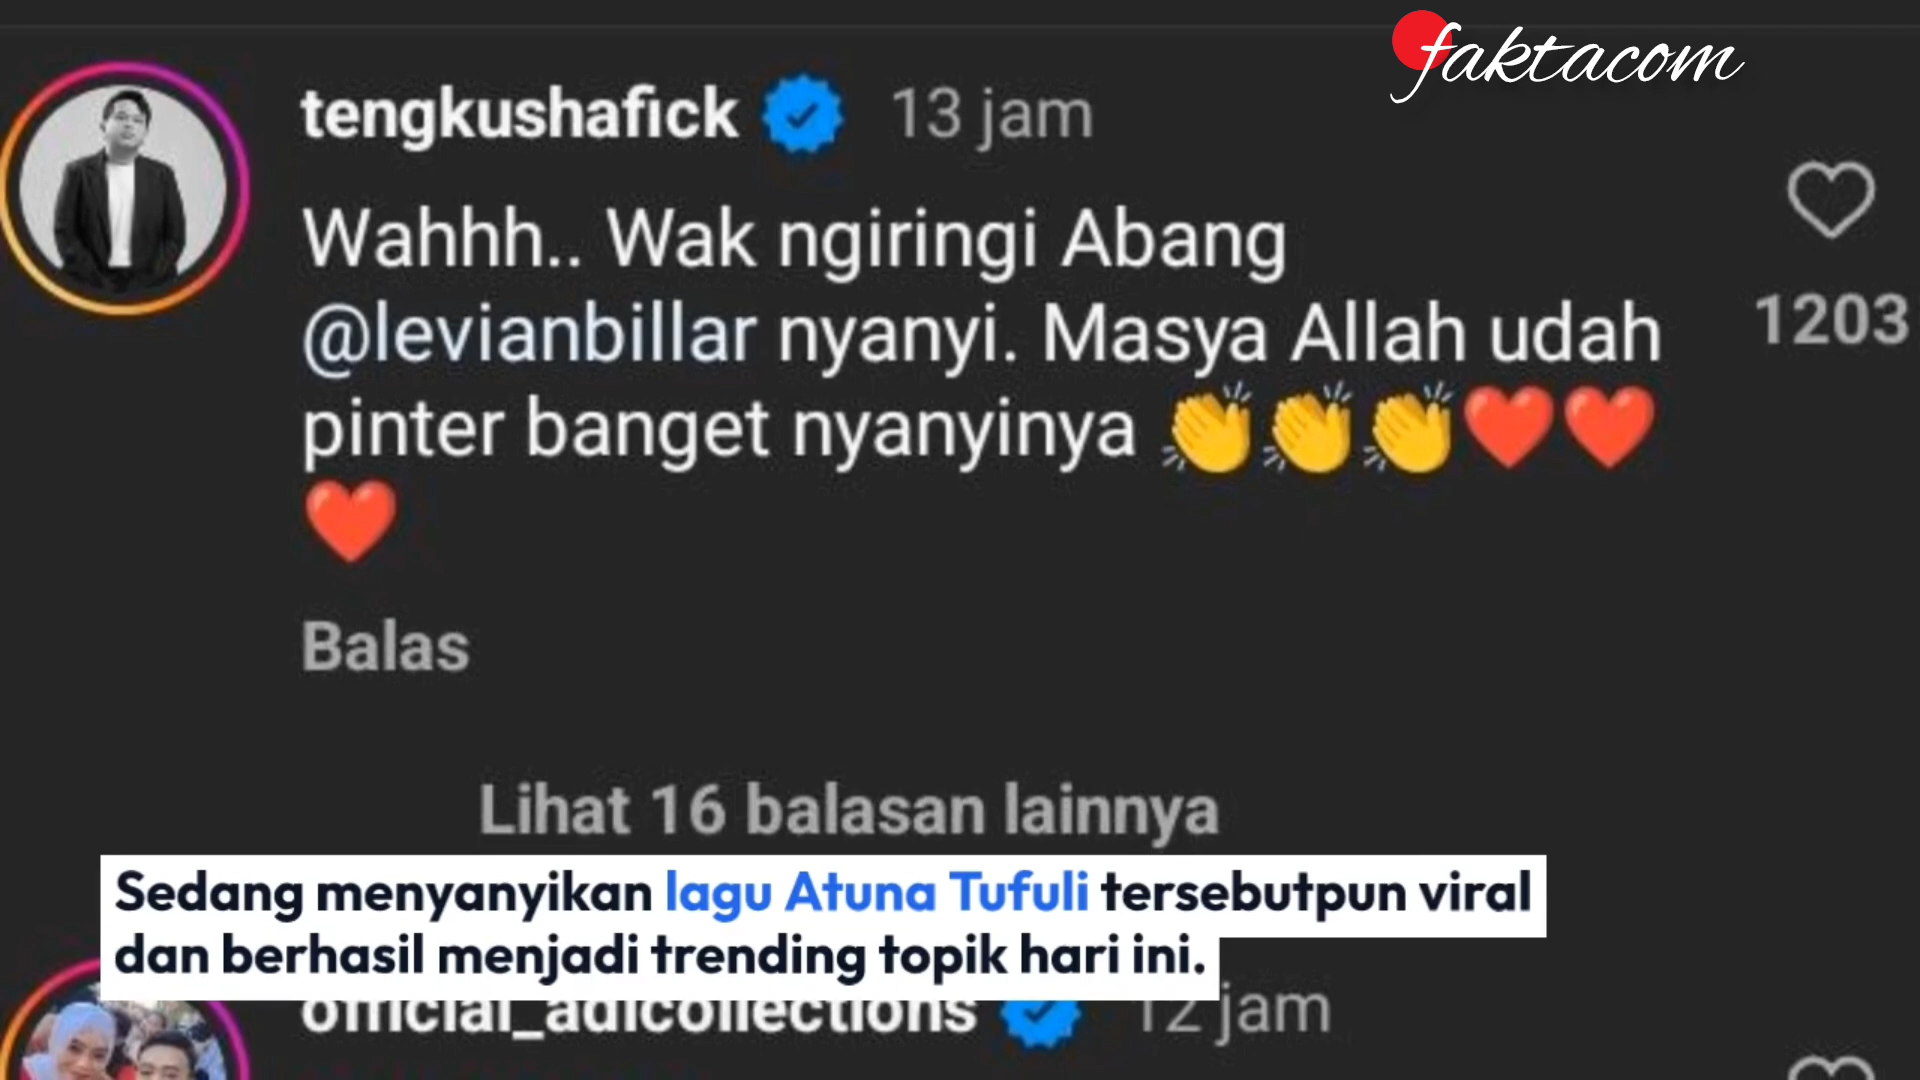 faktacom
tengkushafick 13 jam
Wahhh.. Wak ngiringi Abang
@levianbillar nyanyi. Masya Allah udah
pinter banget nyanyinya 👏👏👏❤️❤️
❤️
1203
Balas
Lihat 16 balasan lainnya
Sedang menyanyikan lagu Atuna Tufuli tersebutpun viral
dan berhasil menjadi trending topik hari ini.
official_adicollections 12 jam